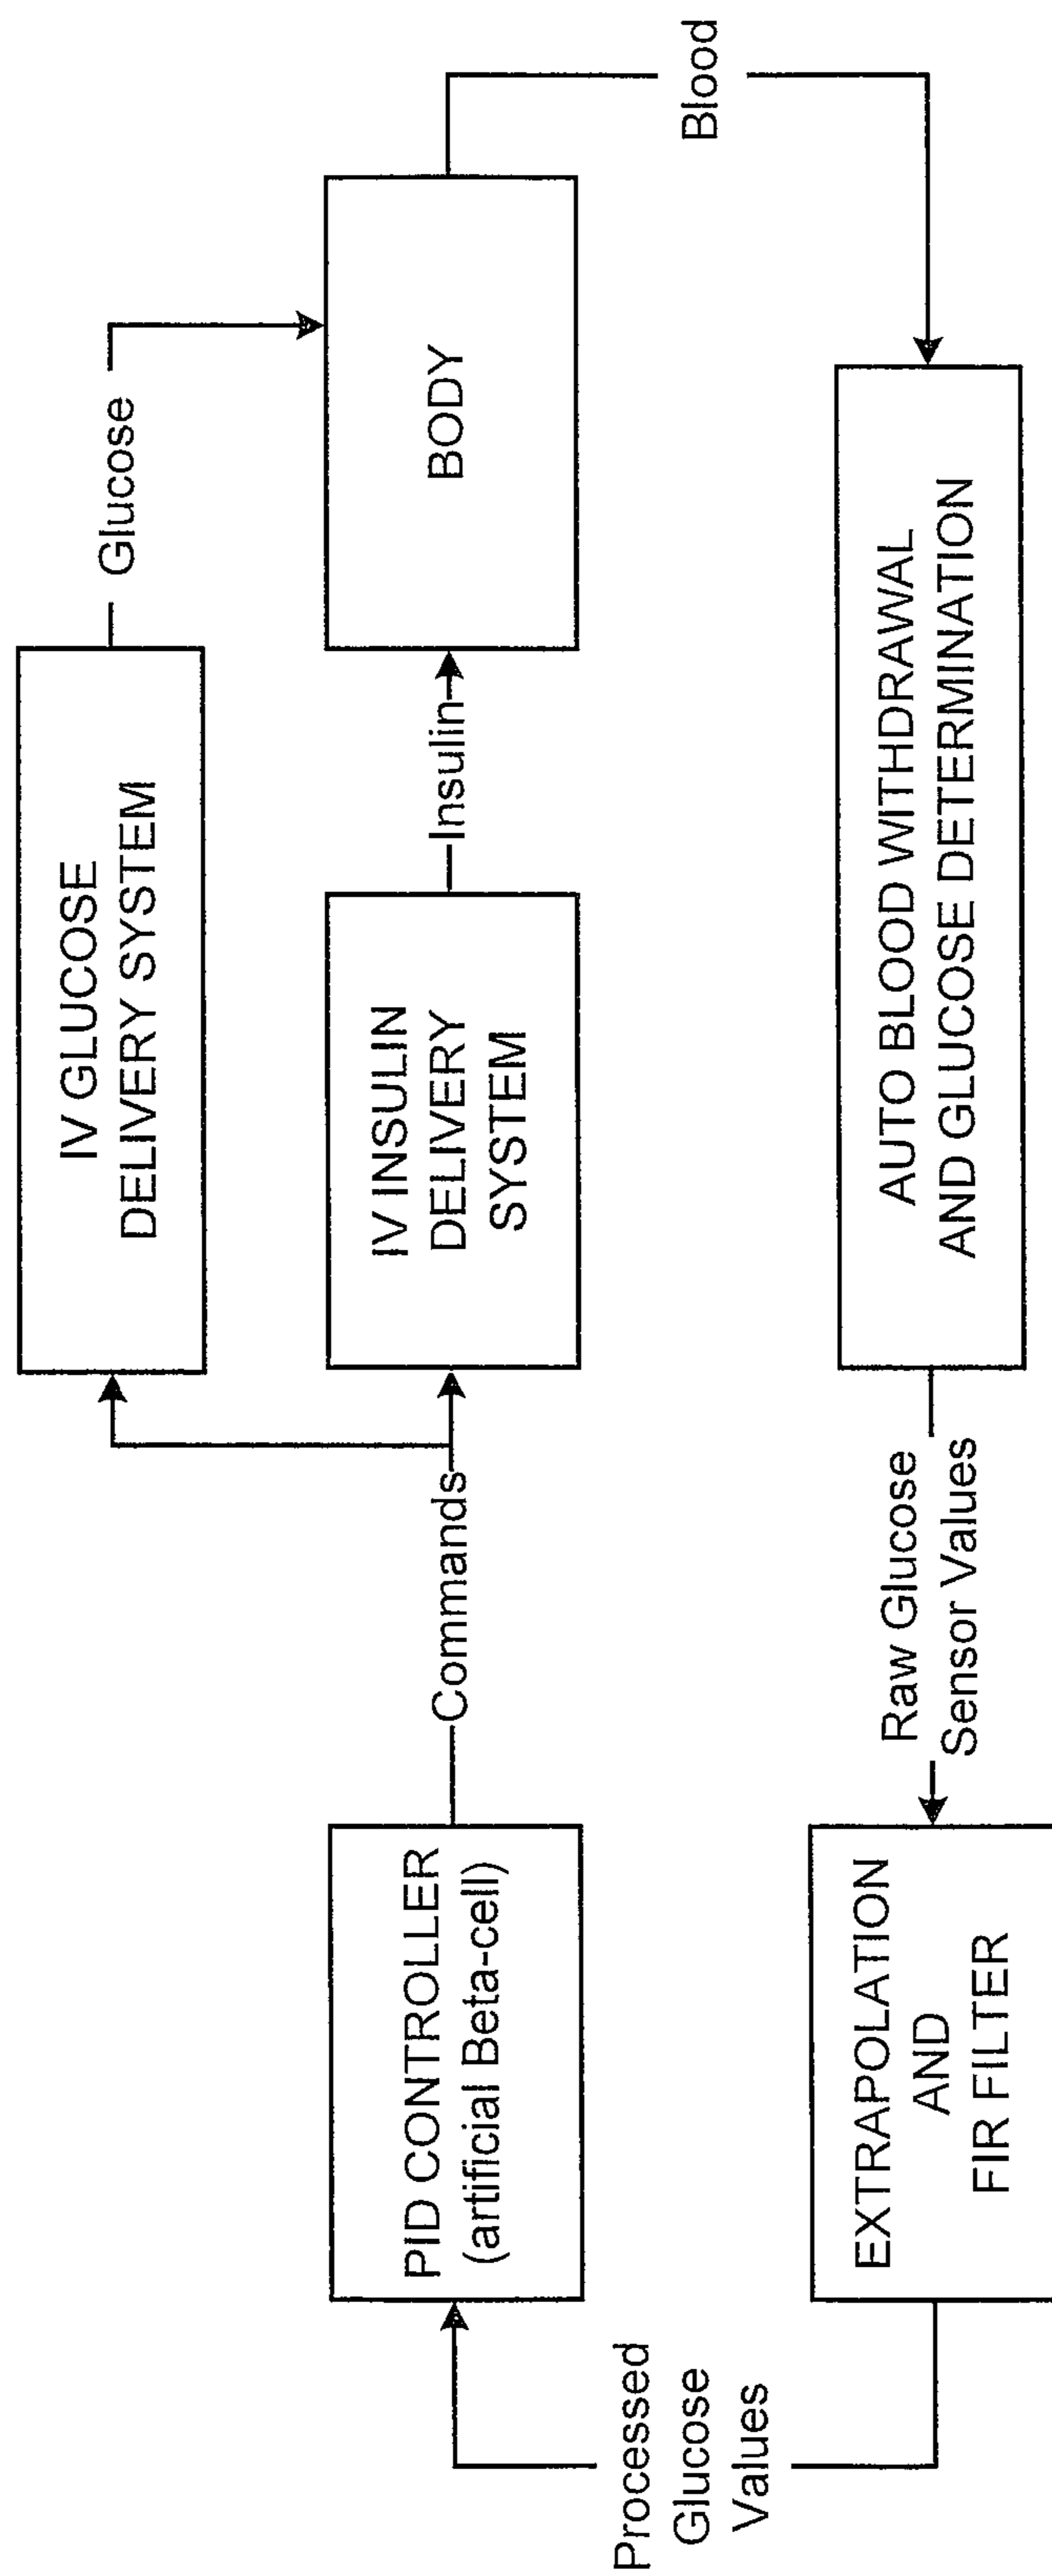 IV GLUCOSE
DELIVERY SYSTEM
Glucose
PID CONTROLLER
(artificial Beta-cell)
Commands
IV INSULIN
DELIVERY
SYSTEM
Insulin
BODY
Blood
Processed
Glucose
Values
EXTRAPOLATION
AND
FIR FILTER
Raw Glucose
Sensor Values
AUTO BLOOD WITHDRAWAL
AND GLUCOSE DETERMINATION